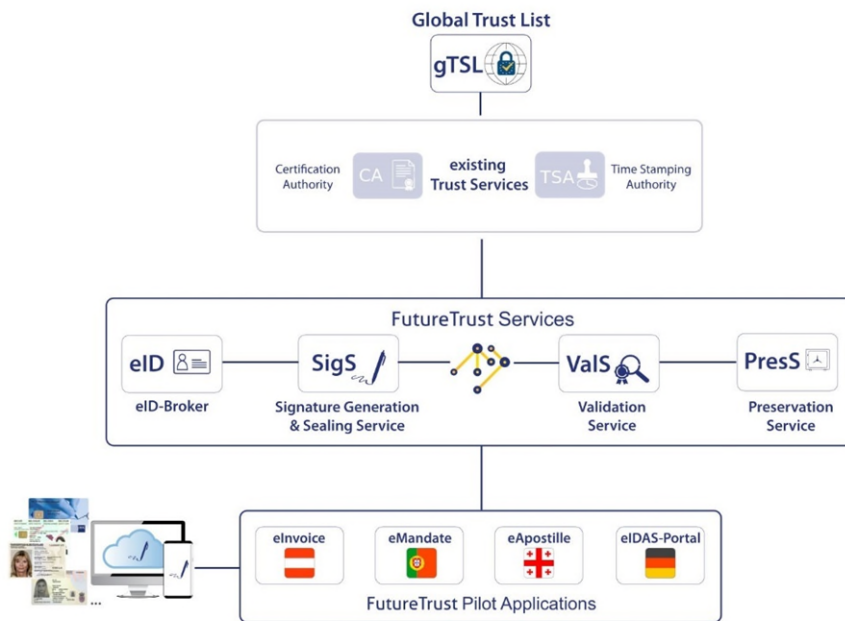 Global Trust List
gTSL
Certification
Authority
CA
existing
Trust Services
TSA
Time Stamping
Authority
FutureTrust Services
eID
eID-Broker
SigS
Signature Generation
& Sealing Service
ValS
Validation
Service
PresS
Preservation
Service
eInvoice
eMandate
eApostille
eIDAS-Portal
...
FutureTrust Pilot Applications